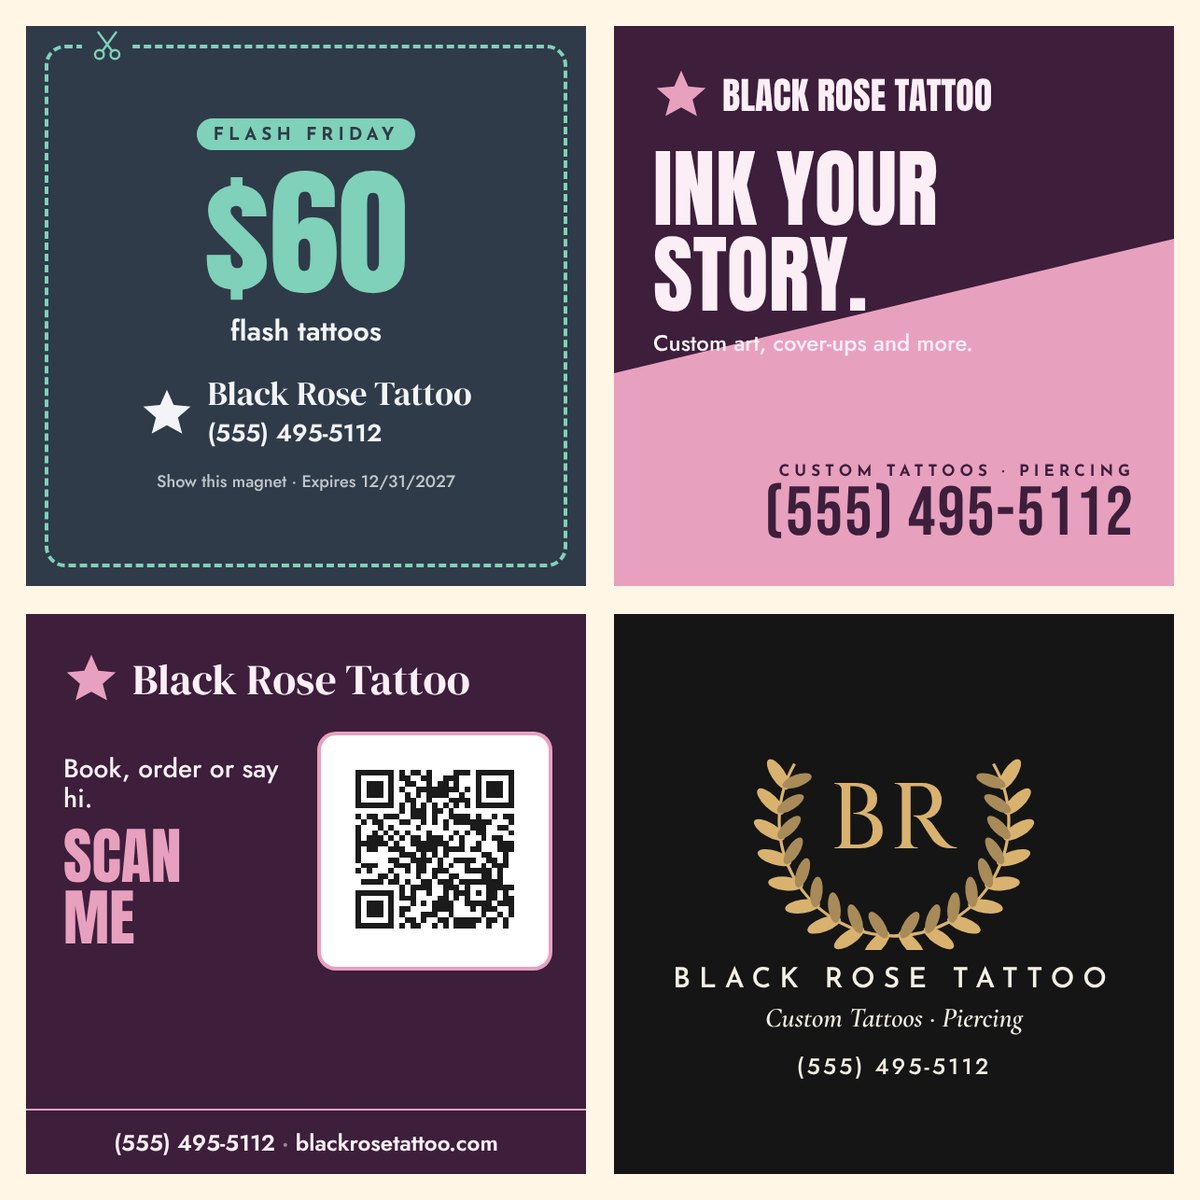 FLASH FRIDAY
$60
flash tattoos
Black Rose Tattoo
(555) 495-5112
Show this magnet · Expires 12/31/2027
BLACK ROSE TATTOO
INK YOUR
STORY.
Custom art, cover-ups and more.
CUSTOM TATTOOS · PIERCING
(555) 495-5112
Black Rose Tattoo
Book, order or say
hi.
SCAN
ME
(555) 495-5112 · blackrosetattoo.com
BR
BLACK ROSE TATTOO
Custom Tattoos · Piercing
(555) 495-5112